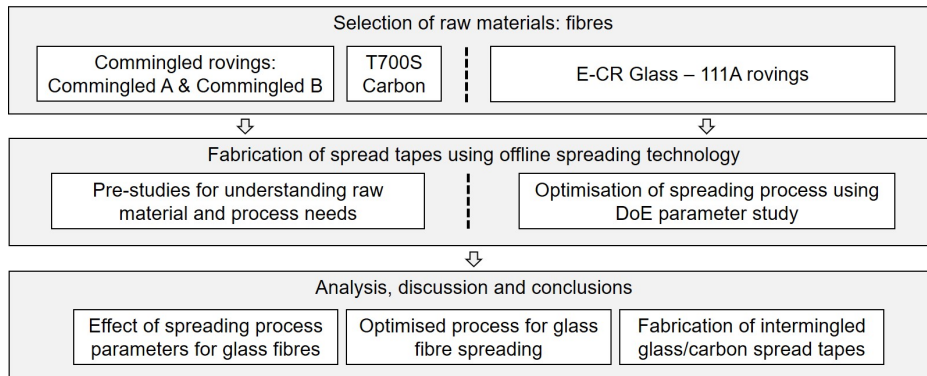 Selection of raw materials: fibres
Commingled rovings:
Commingled A & Commingled B
T700S
Carbon
E-CR Glass – 111A rovings
Fabrication of spread tapes using offline spreading technology
Pre-studies for understanding raw
material and process needs
Optimisation of spreading process using
DoE parameter study
Analysis, discussion and conclusions
Effect of spreading process
parameters for glass fibres
Optimised process for glass
fibre spreading
Fabrication of intermingled
glass/carbon spread tapes